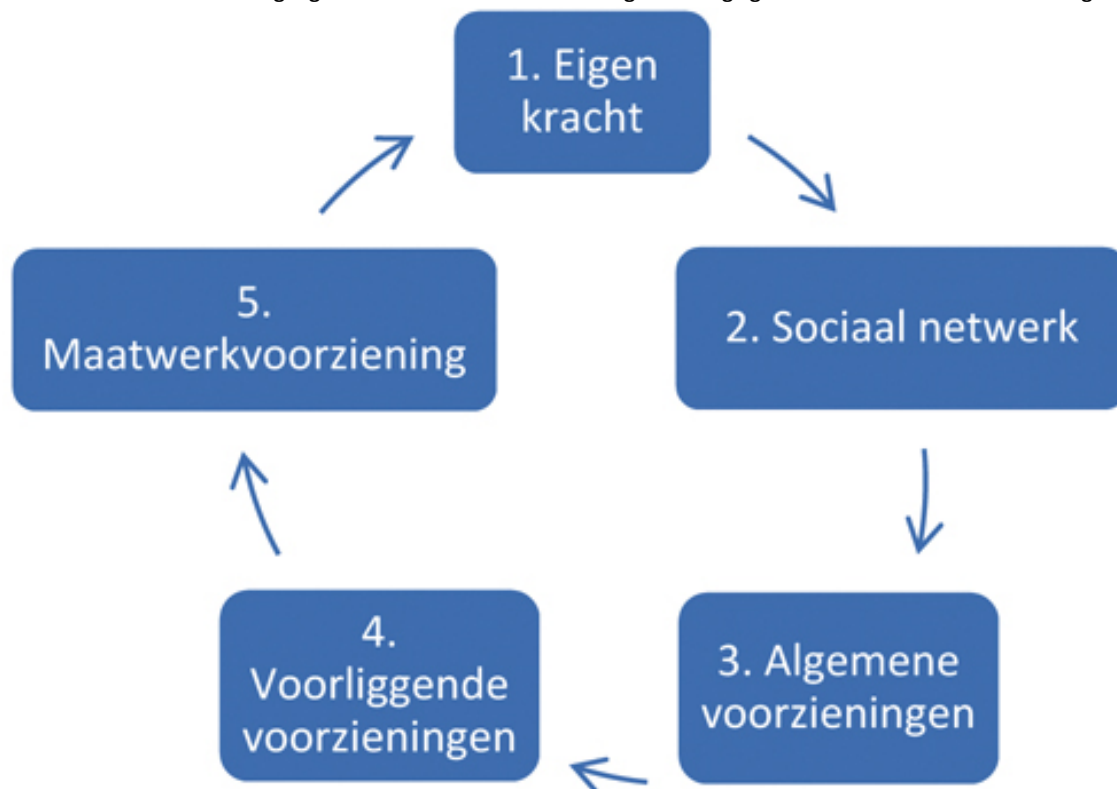 1. Eigen
kracht
2. Sociaal netwerk
3. Algemene
voorzieningen
4.
Voorliggende
voorzieningen
5.
Maatwerkvoorziening